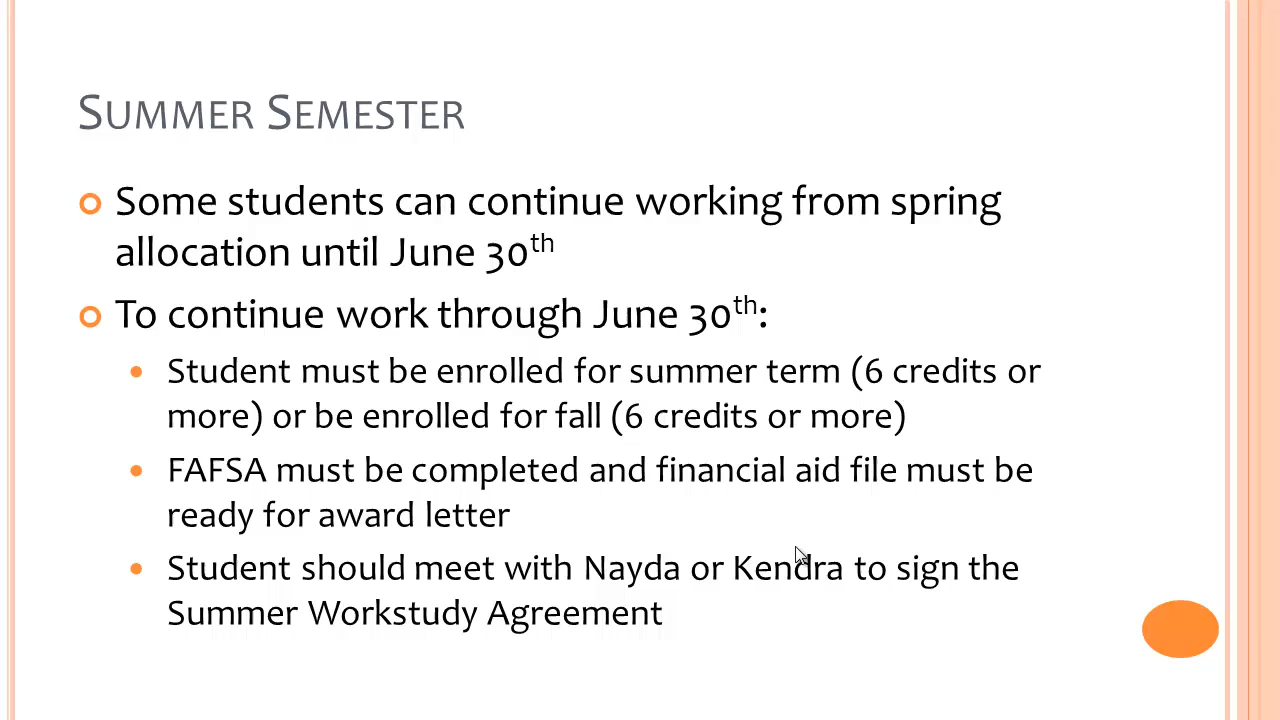 SUMMER SEMESTER
Some students can continue working from spring
allocation until June 30th
To continue work through June 30th:
Student must be enrolled for summer term (6 credits or
more) or be enrolled for fall (6 credits or more)
FAFSA must be completed and financial aid file must be
ready for award letter
Student should meet with Nayda or Kendra to sign the
Summer Workstudy Agreement